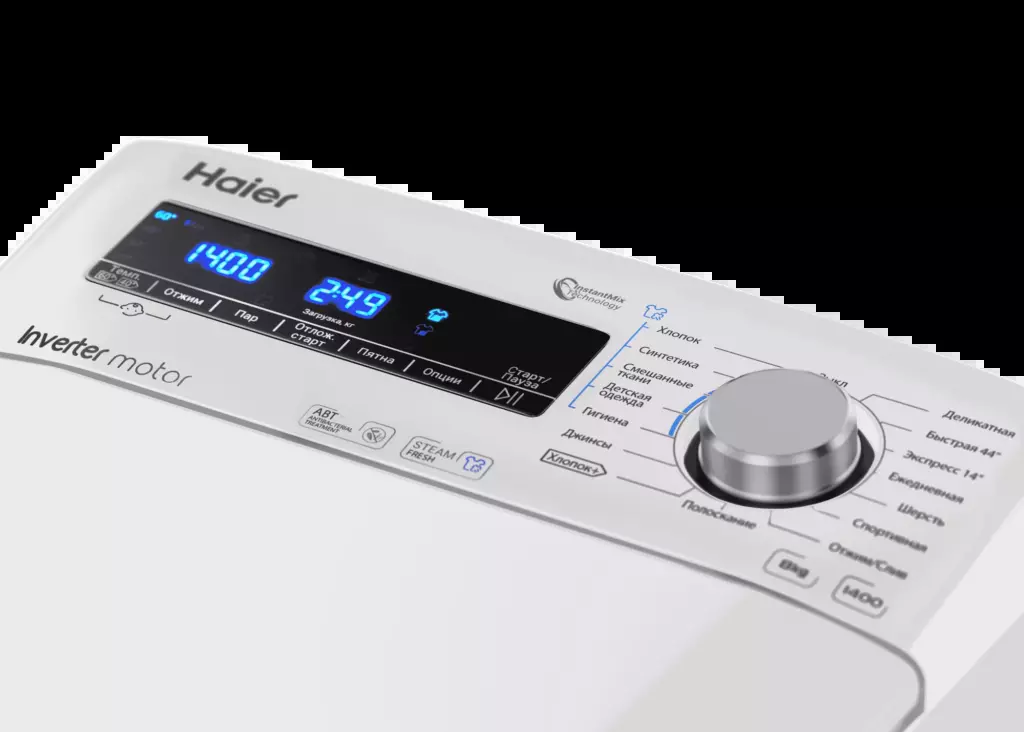 Haier
60°
1400
2:49
Темп.
60° 40°
Отжим
Пар
Загрузка, кг
Отлож.
старт
Пятна
Опции
Старт/
Пауза
Inverter motor
InstantMix
Technology
ABT
ANTIBACTERIAL
TREATMENT
STEAM
FRESH
Хлопок
Синтетика
Смешанные
ткани
Детская
одежда
Гигиена
Джинсы
Хлопок+
Полоскание
Деликатная
Быстрая 44'
Экспресс 14'
Ежедневная
Шерсть
Спортивная
Отжим/Слив
8kg
1400